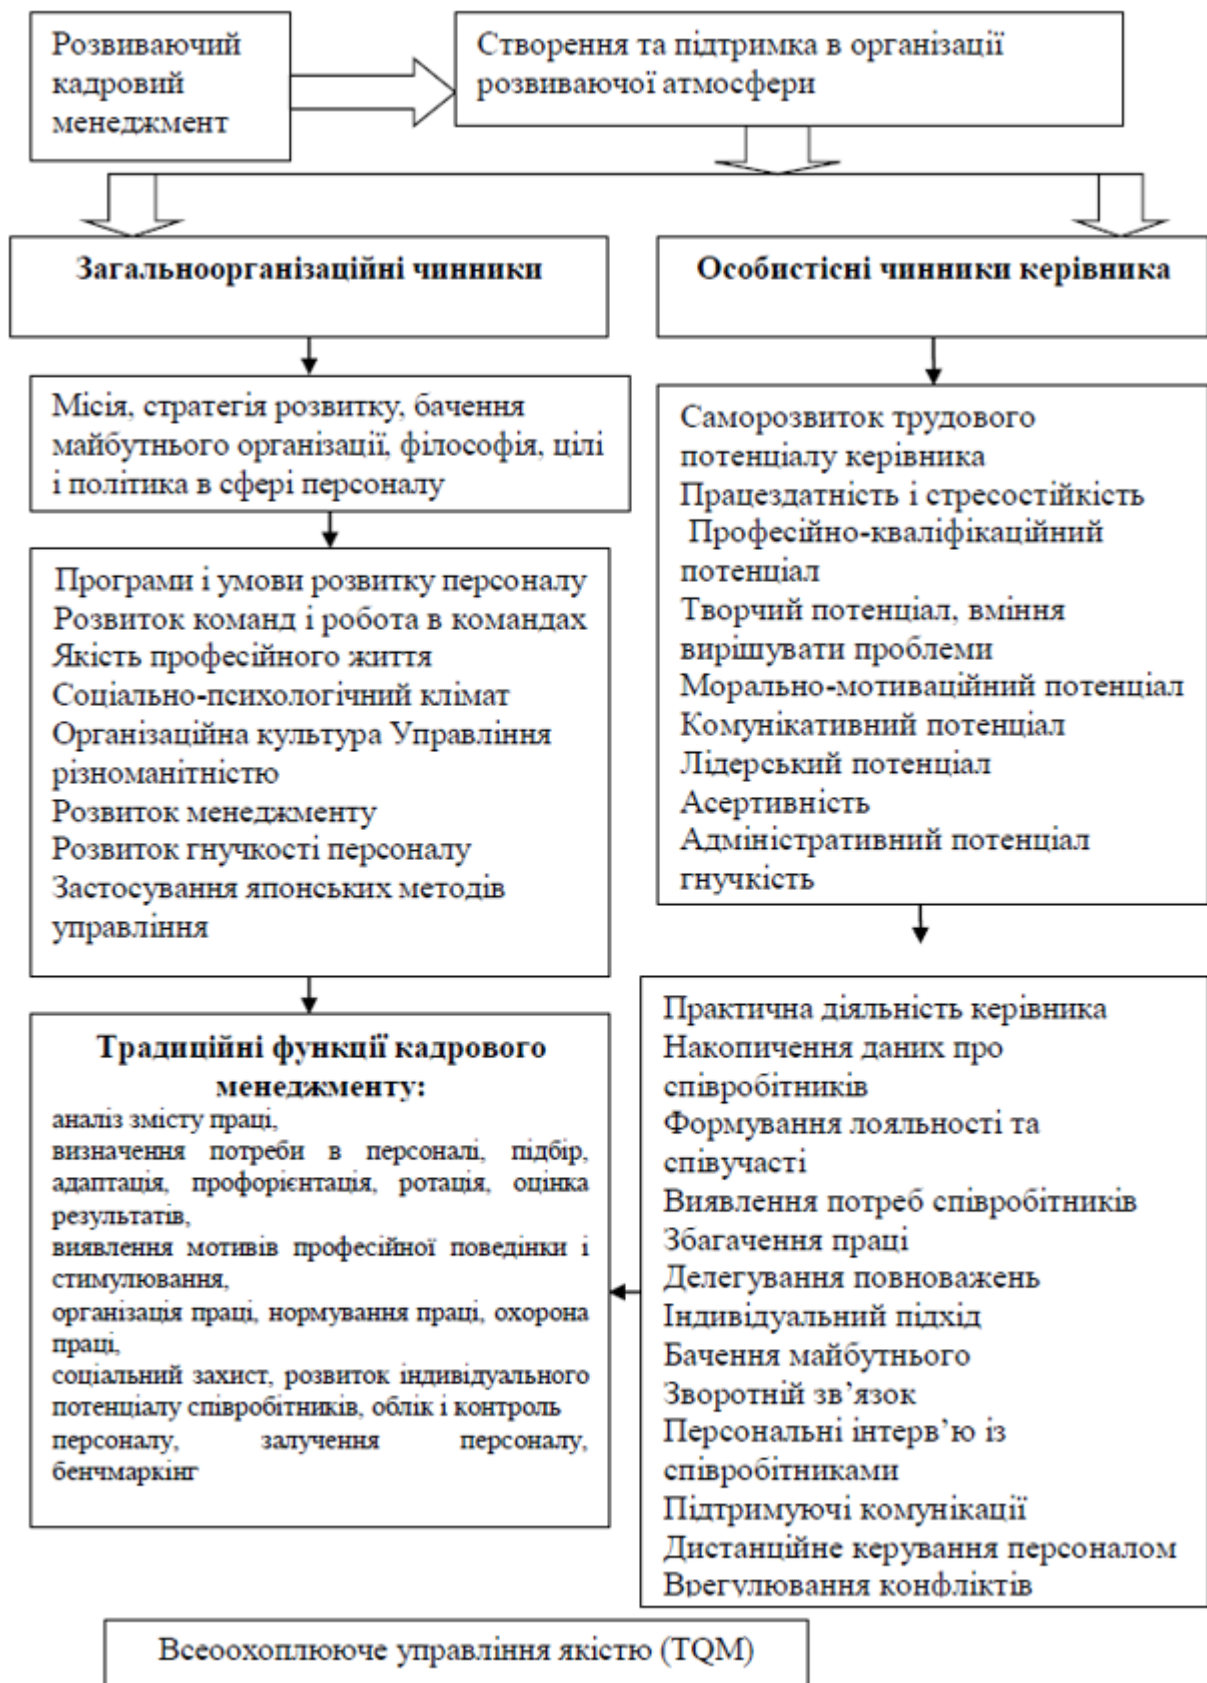 Розвиваючий
кадровий
менеджмент
Створення та підтримка в організації
розвиваючої атмосфери
Загальноорганізаційні чинники
Особистісні чинники керівника
Місія, стратегія розвитку, бачення
майбутнього організації, філософія, цілі
і політика в сфері персоналу
Програми і умови розвитку персоналу
Розвиток команд і робота в командах
Якість професійного життя
Соціально-психологічний клімат
Організаційна культура Управління
різноманітністю
Розвиток менеджменту
Розвиток гнучкості персоналу
Застосування японських методів
управління
Традиційні функції кадрового
менеджменту:
аналіз змісту праці,
визначення потреби в персоналі, підбір,
адаптація, профорієнтація, ротація, оцінка
результатів,
виявлення мотивів професійної поведінки і
стимулювання,
організація праці, нормування праці, охорона
праці,
соціальний захист, розвиток індивідуального
потенціалу співробітників, облік і контроль
персоналу, залучення персоналу,
бенчмаркінг
Саморозвиток трудового
потенціалу керівника
Працездатність і стресостійкість
Професійно-кваліфікаційний
потенціал
Творчий потенціал, вміння
вирішувати проблеми
Морально-мотиваційний потенціал
Комунікативний потенціал
Лідерський потенціал
Асертивність
Адміністративний потенціал
гнучкість
Практична діяльність керівника
Накопичення даних про
співробітників
Формування лояльності та
співучасті
Виявлення потреб співробітників
Збагачення праці
Делегування повноважень
Індивідуальний підхід
Бачення майбутнього
Зворотній зв’язок
Персональні інтерв’ю із
співробітниками
Підтримуючі комунікації
Дистанційне керування персоналом
Врегулювання конфліктів
Всеоохоплююче управління якістю (TQM)